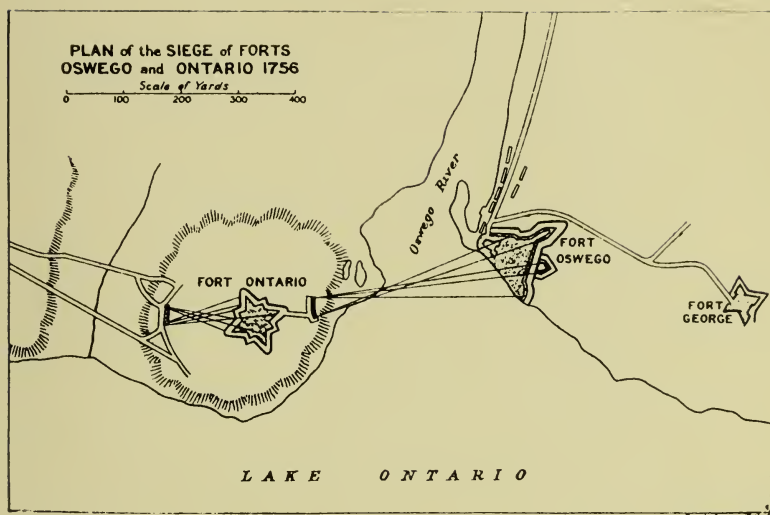 PLAN of the SIEGE of FORTS
OSWEGO and ONTARIO 1756
Scale of Yards
0 100 200 300 400
Oswego River
FORT ONTARIO
FORT
OSWEGO
FORT
GEORGE
LAKE ONTARIO